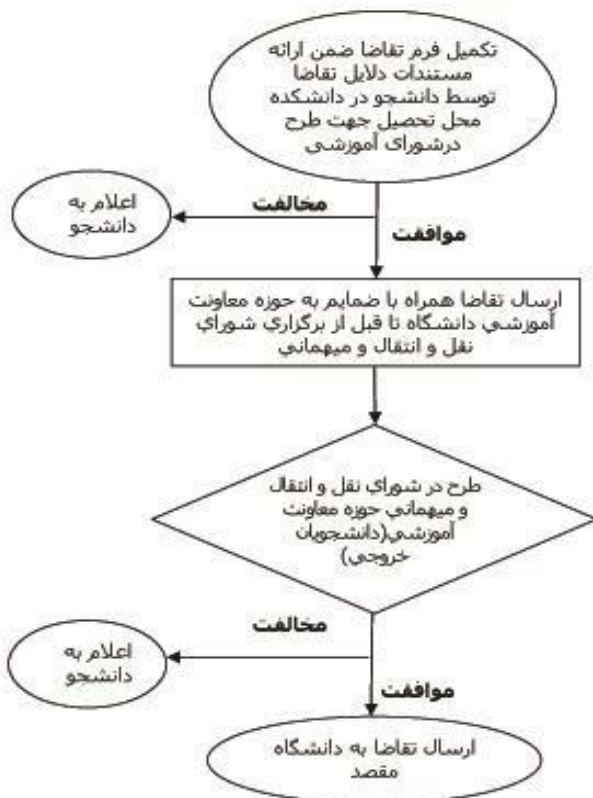 تکمیل فرم تقاضا ضمن ارائه
مستندات دلایل تقاضا
توسط دانشجو در دانشکده
محل تحصیل جهت طرح
درشورای آموزشی
مخالفت
اعلام به
دانشجو
موافقت
ارسال تقاضا همراه با ضمایم به حوزه معاونت
آموزشي دانشگاه تا قبل از برگزاري شوراي
نقل و انتقال و میهماني
طرح در شوراي نقل و انتقال
و میهماني حوزه معاونت
آموزشي(دانشجویان
خروجي)
مخالفت
اعلام به
دانشجو
موافقت
ارسال تقاضا به دانشگاه
مقصد